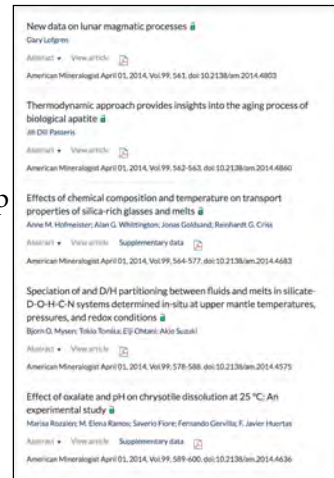 New data on lunar magmatic processes
Gary Lofgren
Abstract View article
American Mineralogist April 01, 2014, Vol.99, 561. doi:10.2138/am.2014.4803
Thermodynamic approach provides insights into the aging process of
biological apatite
Jill Dill Pasteris
Abstract View article
American Mineralogist April 01, 2014, Vol.99, 562-563. doi:10.2138/am.2014.4860
p
Effects of chemical composition and temperature on transport
properties of silica-rich glasses and melts
Anne M. Hofmeister; Alan G. Whittington; Jonas Goldsand; Reinhardt G. Criss
Abstract View article Supplementary data
American Mineralogist April 01, 2014, Vol.99, 564-577. doi:10.2138/am.2014.4683
Speciation of and D/H partitioning between fluids and melts in silicate-
D-O-H-C-N systems determined in-situ at upper mantle temperatures,
pressures, and redox conditions
Bjorn O. Mysen; Tokio Tomita; Eiji Ohtani; Akio Suzuki
Abstract View article
American Mineralogist April 01, 2014, Vol.99, 578-588. doi:10.2138/am.2014.4575
Effect of oxalate and pH on chrysotile dissolution at 25 °C: An
experimental study
Marisa Rozalen; M. Elena Ramos; Saverio Fiore; Fernando Gervilla; F. Javier Huertas
Abstract View article Supplementary data
American Mineralogist April 01, 2014, Vol.99, 589-600. doi:10.2138/am.2014.4636